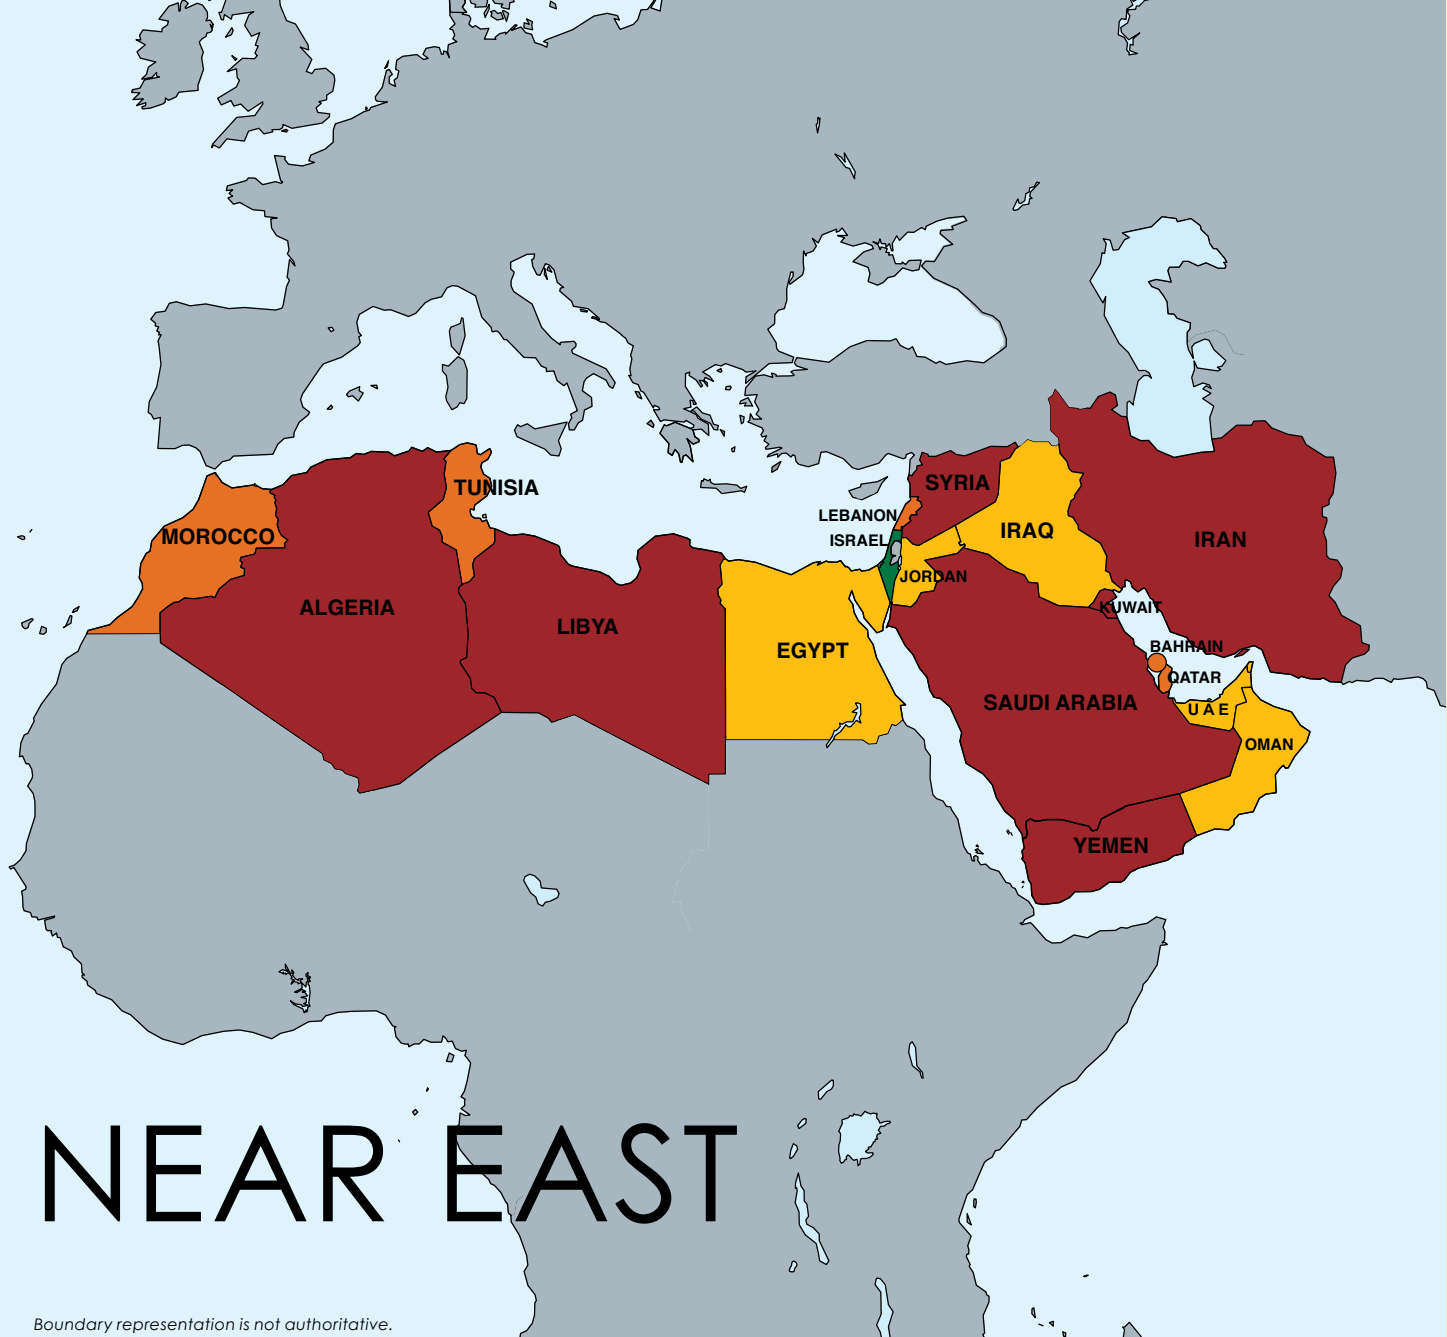 TUNISIA
SYRIA
LEBANON
MOROCCO
IRAQ
ISRAEL
IRAN
JORDAN
ALGERIA
KUWAIT
LIBYA
EGYPT
BAHRAIN
QATAR
SAUDI ARABIA
U A E
OMAN
YEMEN
NEAR EAST
Boundary representation is not authoritative.